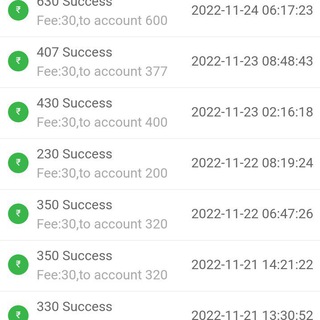 ₹ 630 Success 2022-11-24 06:17:23
Fee:30,to account 600
₹ 407 Success 2022-11-23 08:48:43
Fee:30,to account 377
₹ 430 Success 2022-11-23 02:16:18
Fee:30,to account 400
₹ 230 Success 2022-11-22 08:19:24
Fee:30,to account 200
₹ 350 Success 2022-11-22 06:47:26
Fee:30,to account 320
₹ 350 Success 2022-11-21 14:21:22
Fee:30,to account 320
₹ 330 Success 2022-11-21 13:30:52